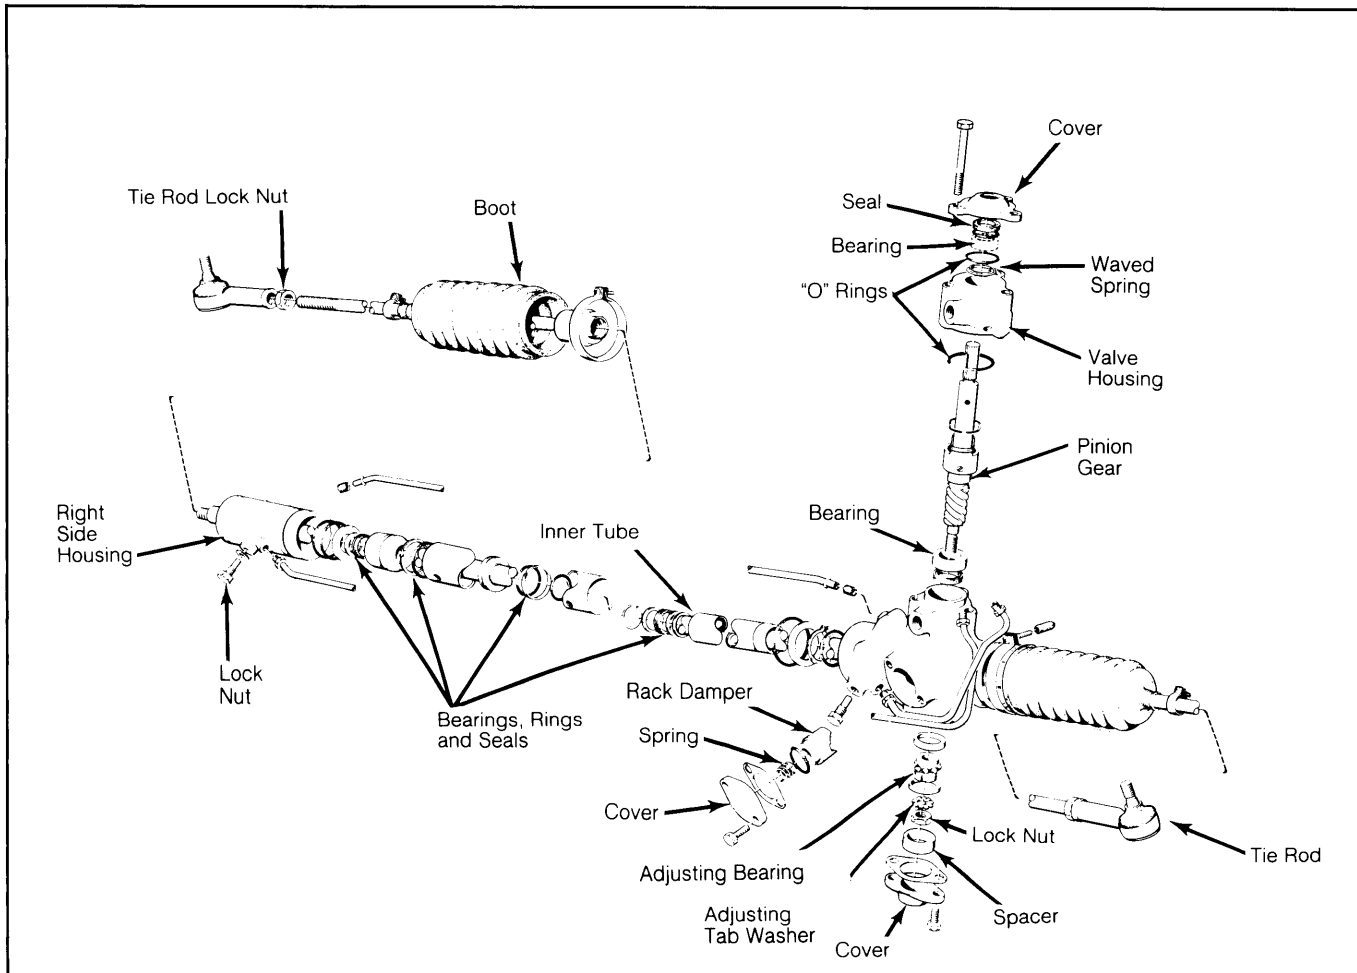 Cover
Tie Rod Lock Nut
Boot
Seal
Bearing
Waved
Spring
"O" Rings
Valve
Housing
Pinion
Gear
Right
Side
Housing
Inner Tube
Bearing
Lock
Nut
Bearings, Rings
and Seals
Rack Damper
Spring
Cover
Lock Nut
Tie Rod
Adjusting Bearing
Adjusting
Tab Washer
Spacer
Cover